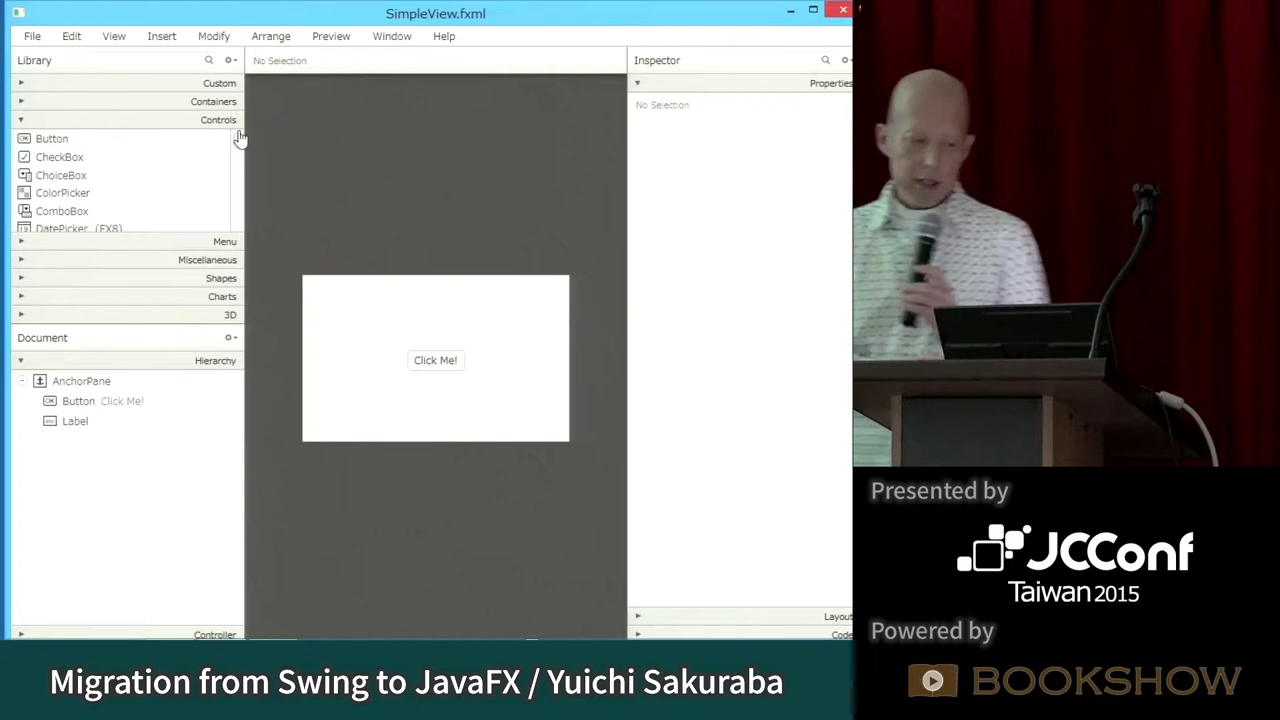 SimpleView.fxml
File Edit View Insert Modify Arrange Preview Window Help
Library
No Selection
Inspector
Custom
Containers
Controls
Button
CheckBox
ChoiceBox
ColorPicker
ComboBox
DatePicker (FX8)
Menu
Miscellaneous
Shapes
Charts
3D
Document
Hierarchy
AnchorPane
Button Click Me!
Label
Controller
Click Me!
Properties
No Selection
Layout
Code
Presented by
JCConf
Taiwan 2015
Powered by
BOOKSHOW
Migration from Swing to JavaFX / Yuichi Sakuraba